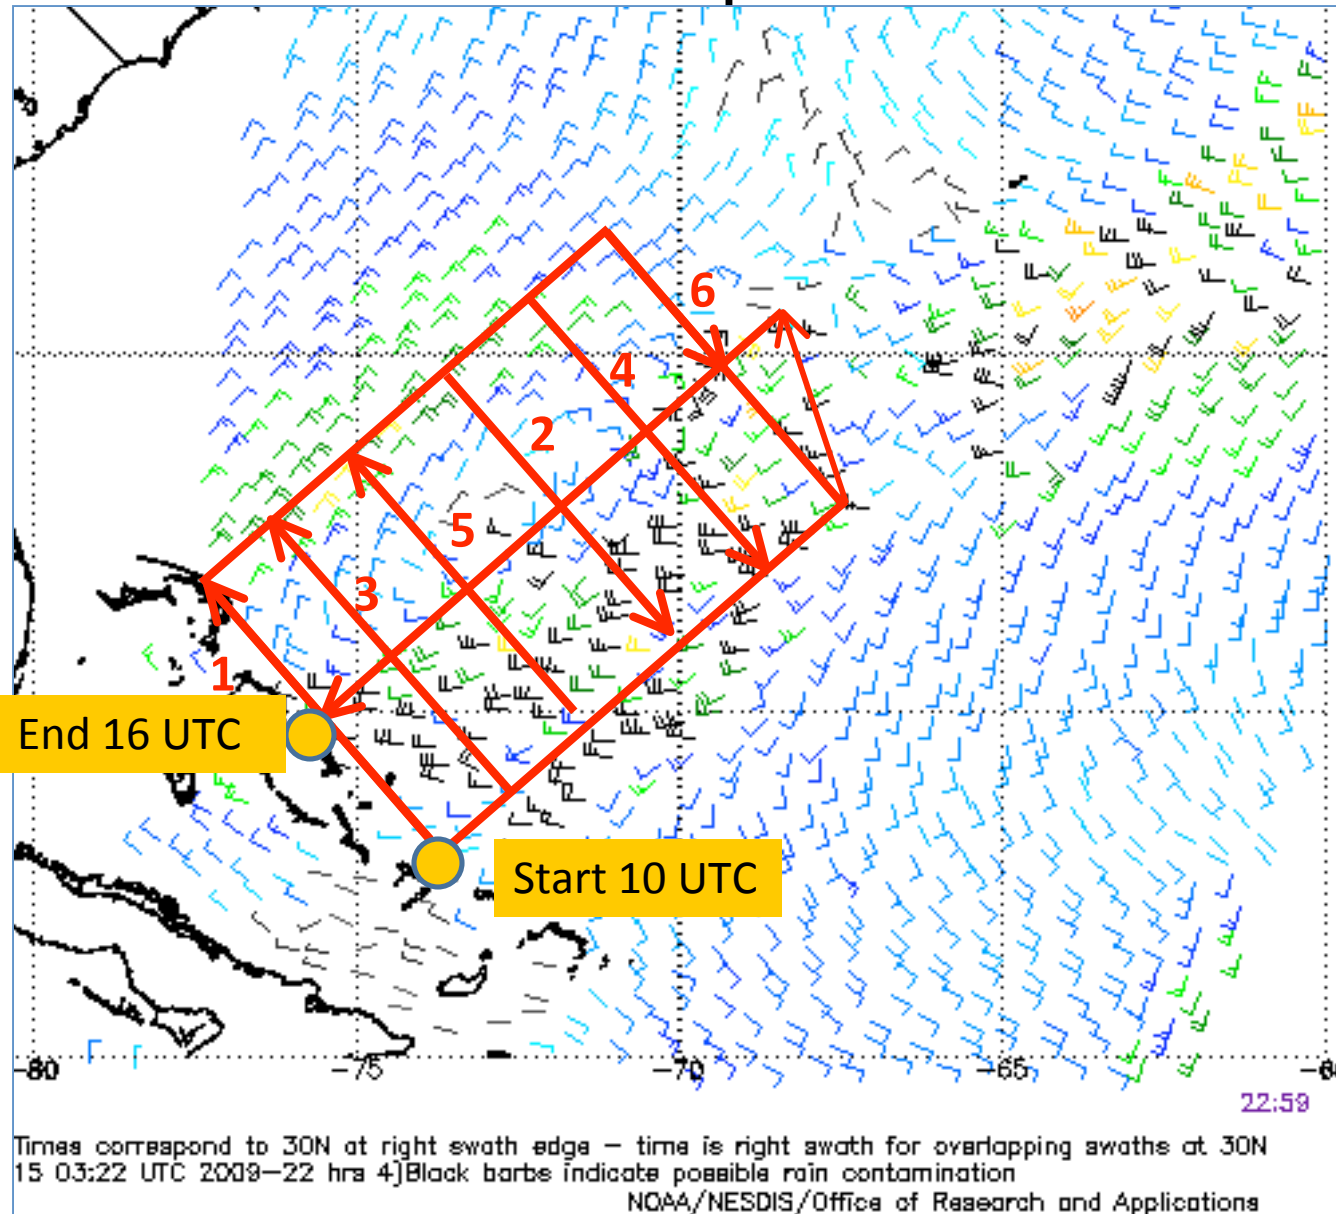 6
4
2
5
3
1
End 16 UTC
Start 10 UTC
-80 -75 -70 -65
22:59
Times correspond to 30N at right swath edge - time is right swath for overlapping swaths at 30N
15 03:22 UTC 2009-22 hrs 4]Black barbs indicate possible rain contamination
NOAA/NESDIS/Office of Research and Applications